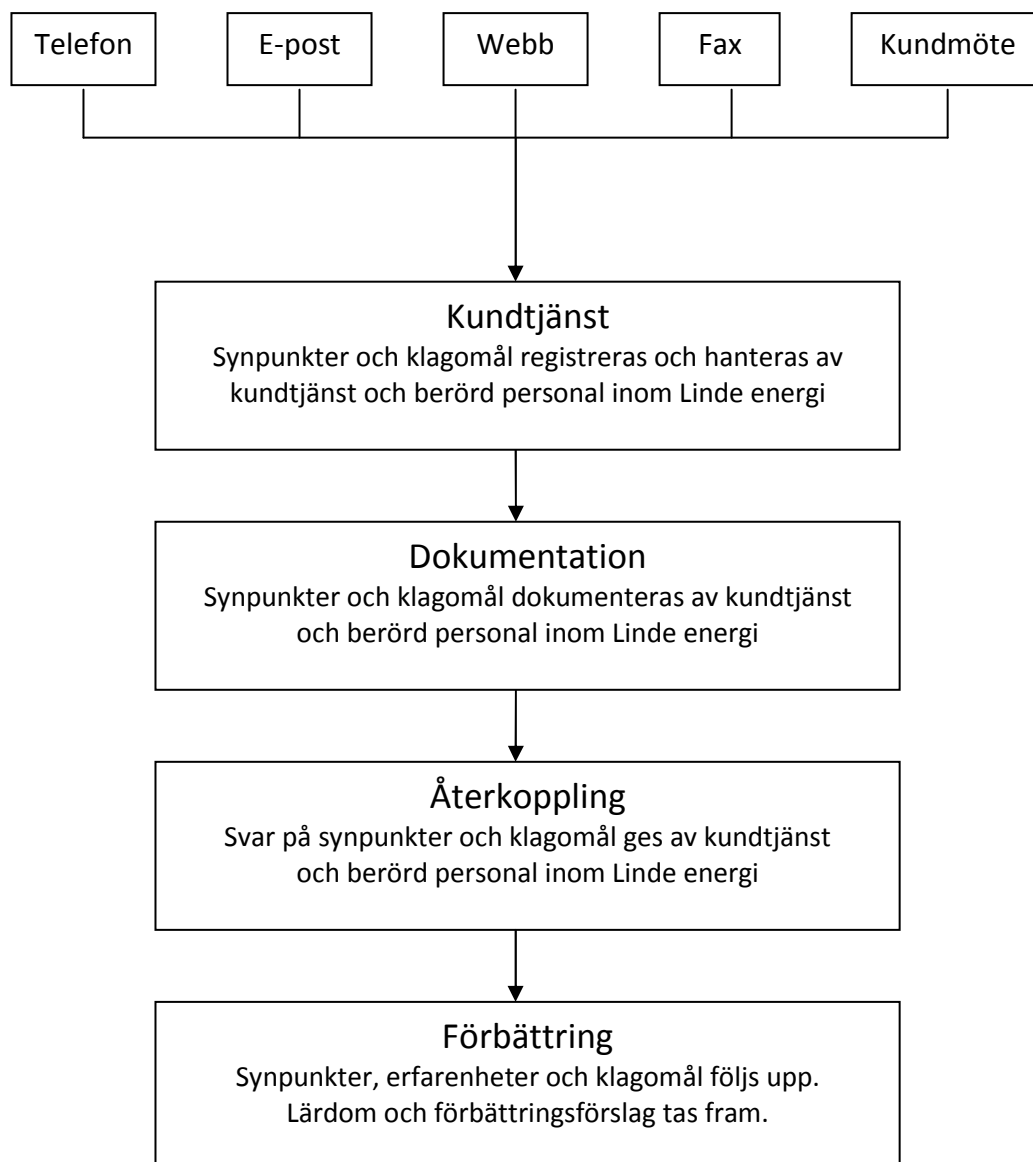 Telefon
E-post
Webb
Fax
Kundmöte
Kundtjänst
Synpunkter och klagomål registreras och hanteras av
kundtjänst och berörd personal inom Linde energi
Dokumentation
Synpunkter och klagomål dokumenteras av kundtjänst
och berörd personal inom Linde energi
Återkoppling
Svar på synpunkter och klagomål ges av kundtjänst
och berörd personal inom Linde energi
Förbättring
Synpunkter, erfarenheter och klagomål följs upp.
Lärdom och förbättringsförslag tas fram.